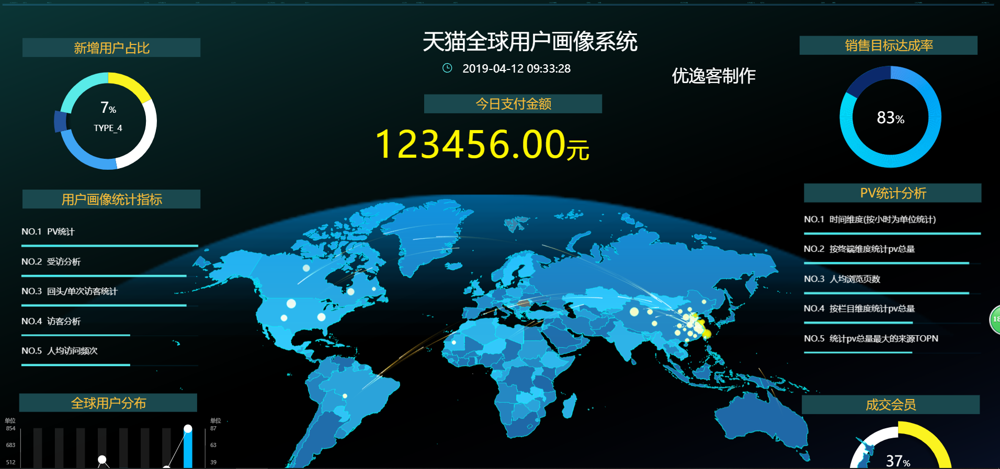 天猫全球用户画像系统
2019-04-12 09:33:28
优逸客制作
今日支付金额
123456.00元
新增用户占比
7%
TYPE_4
用户画像统计指标
NO.1 PV统计
NO.2 受访分析
NO.3 回头/单次访客统计
NO.4 访客分析
NO.5 人均访问频次
全球用户分布
单位
854
683
512
单位
87
63
39
销售目标达成率
83%
PV统计分析
NO.1 时间维度(按小时为单位统计)
NO.2 按终端维度统计pv总量
NO.3 人均浏览页数
NO.4 按栏目维度统计pv总量
NO.5 统计pv总量最大的来源TOPN
成交会员
37%